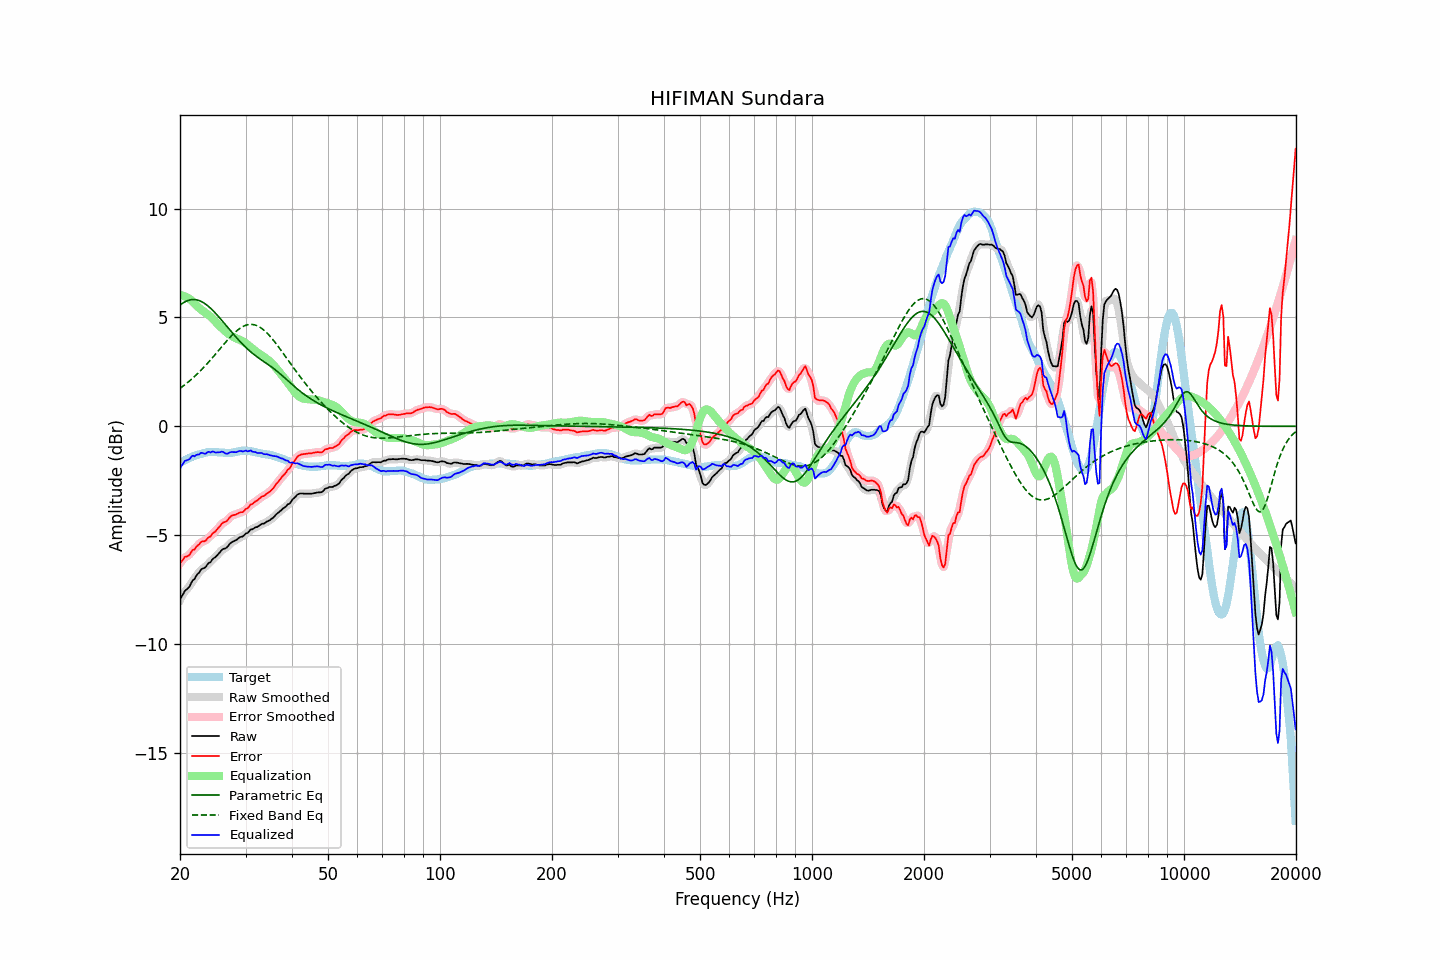 HIFIMAN Sundara
Amplitude (dBr)
10
5
0
−5
−10
−15
Target
Raw Smoothed
Error Smoothed
Raw
Error
Equalization
Parametric Eq
Fixed Band Eq
Equalized
20
50
100
200
500
1000
2000
5000
10000
20000
Frequency (Hz)